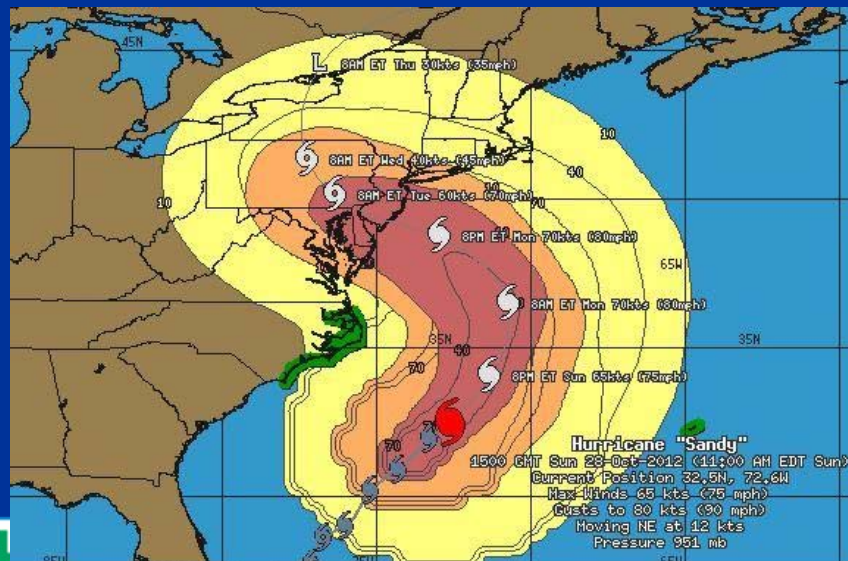 45N
L 8AM ET Thu 30kts (35mph)
10
40
8AM ET Wed 40kts (45mph)
10
8AM ET Tue 60kts (70mph)
10
70
8PM ET Mon 70kts (80mph)
65W
8AM ET Mon 70kts (80mph)
35N
35N
40
70
8PM ET Sun 65kts (75mph)
70
Hurricane "Sandy"
1500 GMT Sun 28-Oct-2012 (11:00 AM EDT Sun)
Current Position 32.5N, 72.6W
Max Winds 65 kts (75 mph)
Gusts to 80 kts (90 mph)
Moving NE at 12 kts
Pressure 951 mb